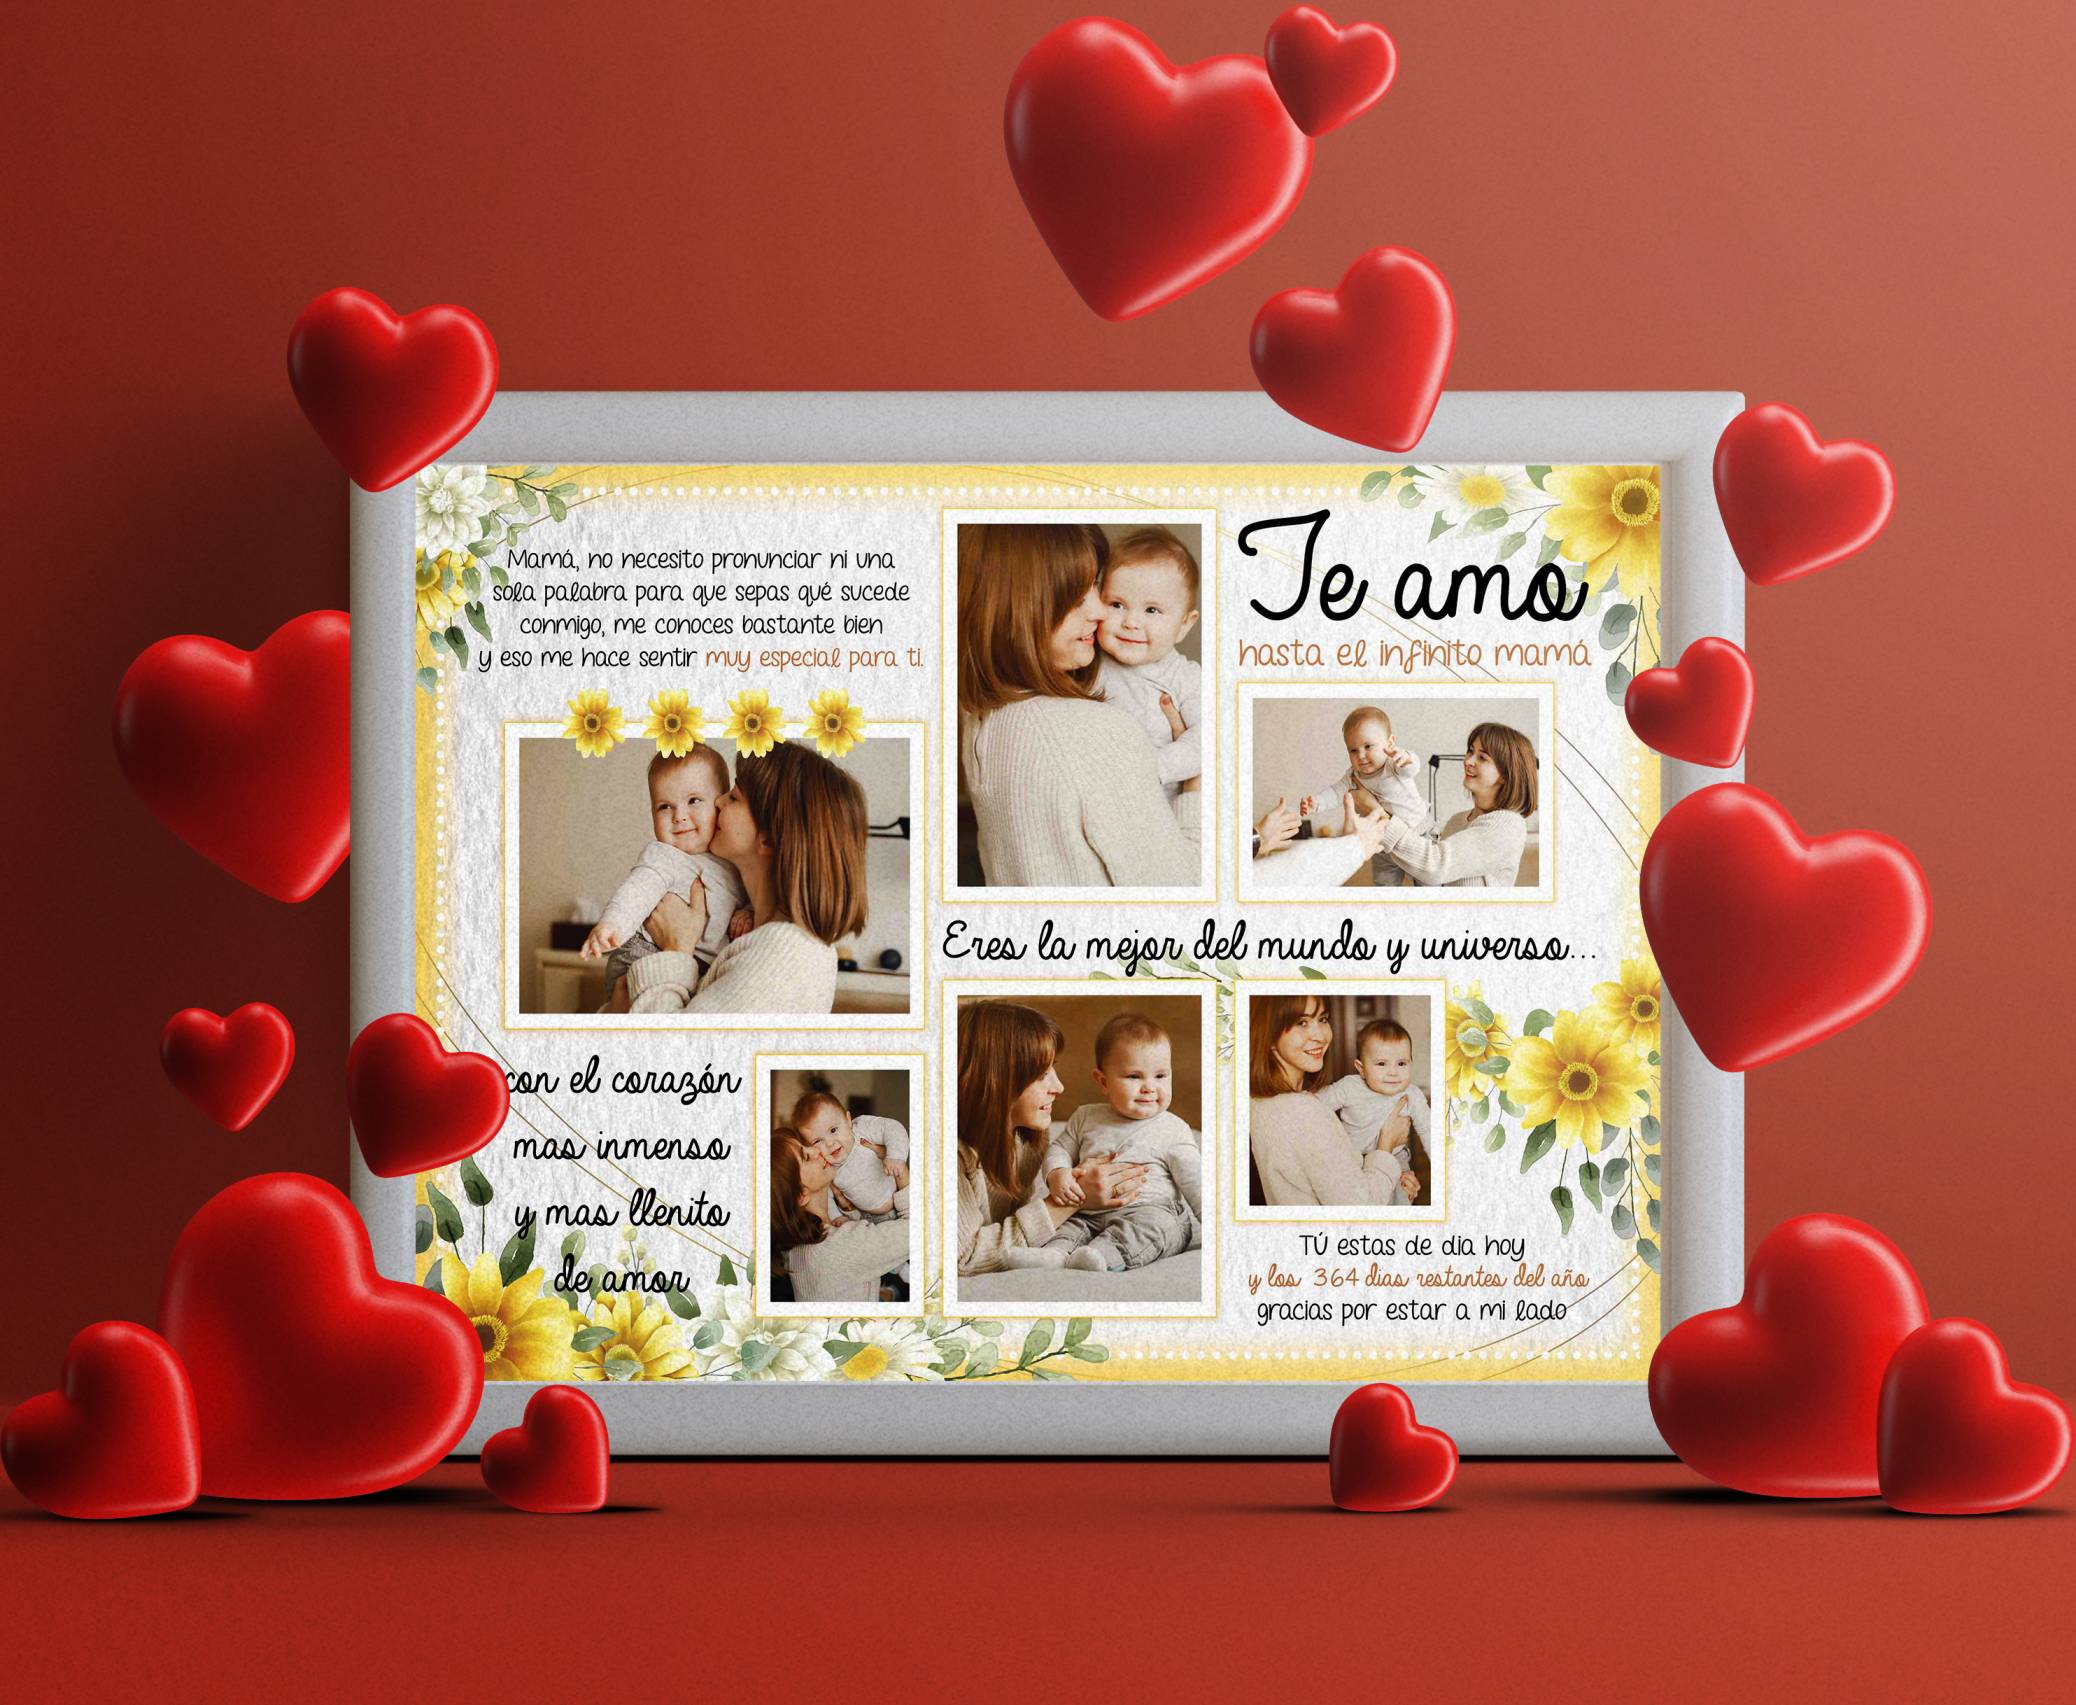 Mamá, no necesito pronunciar ni una
sola palabra para que sepas qué sucede
conmigo, me conoces bastante bien
y eso me hace sentir muy especial para ti.
Te amo
hasta el infinito mamá
Eres la mejor del mundo y universo...
con el corazón
mas inmenso
y mas llenito
de amor
TÚ estas de dia hoy
y los 364 dias restantes del año
gracias por estar a mi lado